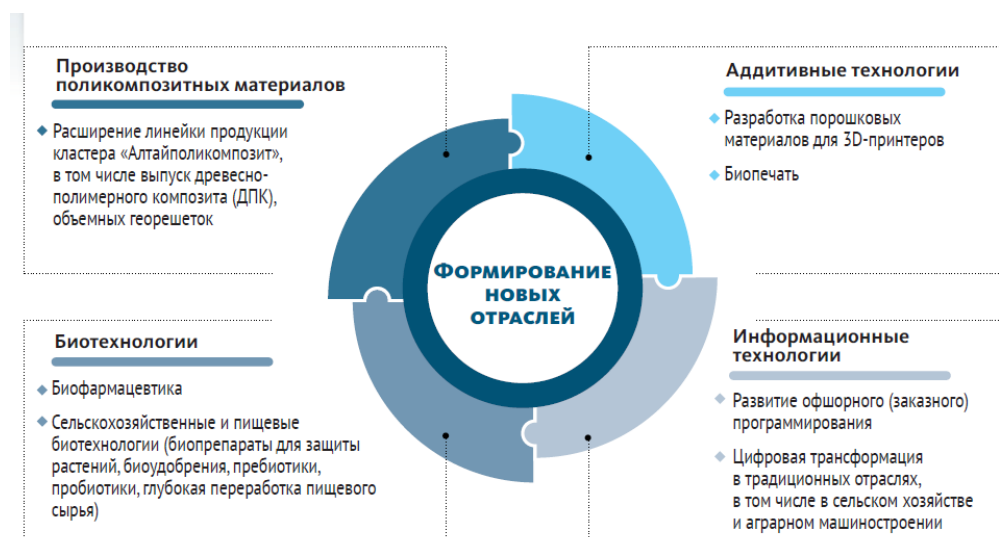 Производство
поликомпозитных материалов
Расширение линейки продукции
кластера «Алтайполикомпозит»,
в том числе выпуск древесно-
полимерного композита (ДПК),
объемных георешеток
Аддитивные технологии
Разработка порошковых
материалов для 3D-принтеров
Биопечать
ФОРМИРОВАНИЕ
НОВЫХ
ОТРАСЛЕЙ
Биотехнологии
Биофармацевтика
Сельскохозяйственные и пищевые
биотехнологии (биопрепараты для защиты
растений, биоудобрения, пребиотики,
пробиотики, глубокая переработка пищевого
сырья)
Информационные
технологии
Развитие офшорного (заказного)
программирования
Цифровая трансформация
в традиционных отраслях,
в том числе в сельском хозяйстве
и аграрном машиностроении